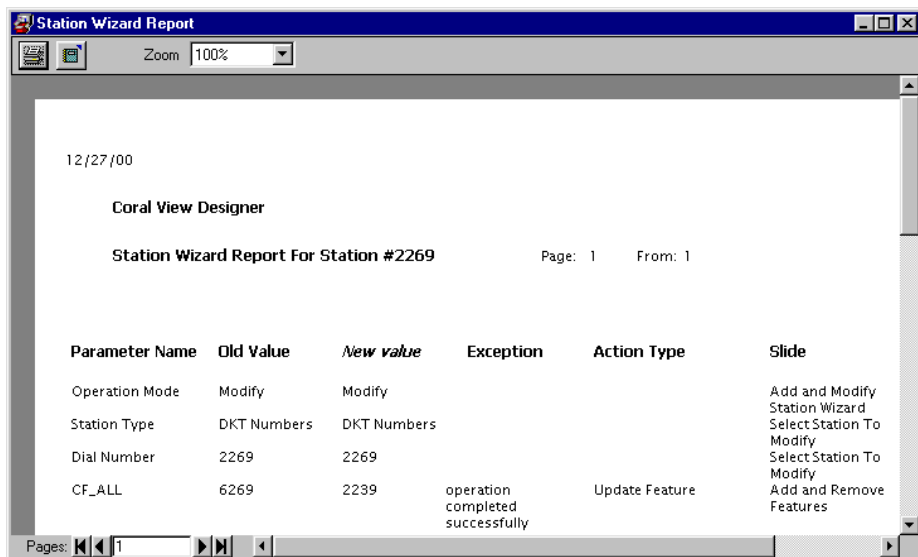 Station Wizard Report
Zoom 100%
12/27/00
Coral View Designer
Station Wizard Report For Station #2269 Page: 1 From: 1
Parameter Name Old Value New value Exception Action Type Slide
Operation Mode Modify Modify Add and Modify
Station Wizard
Station Type DKT Numbers DKT Numbers Select Station To
Modify
Dial Number 2269 2269 Select Station To
Modify
CF_ALL 6269 2239 operation Update Feature Add and Remove
completed Features
successfully
Pages: 1